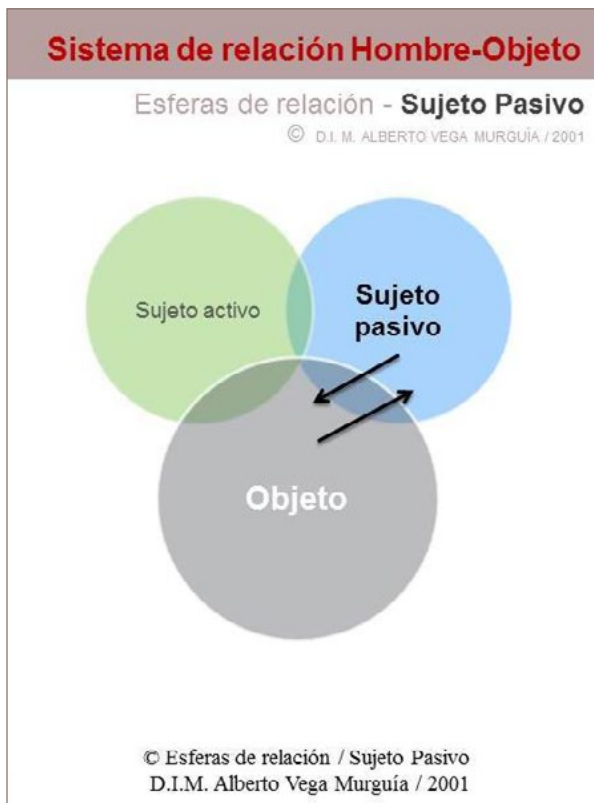 Sistema de relación Hombre-Objeto
Esferas de relación - Sujeto Pasivo
© D.I. M. ALBERTO VEGA MURGUÍA / 2001
Sujeto activo
Sujeto
pasivo
Objeto
© Esferas de relación / Sujeto Pasivo
D.I.M. Alberto Vega Murguía / 2001